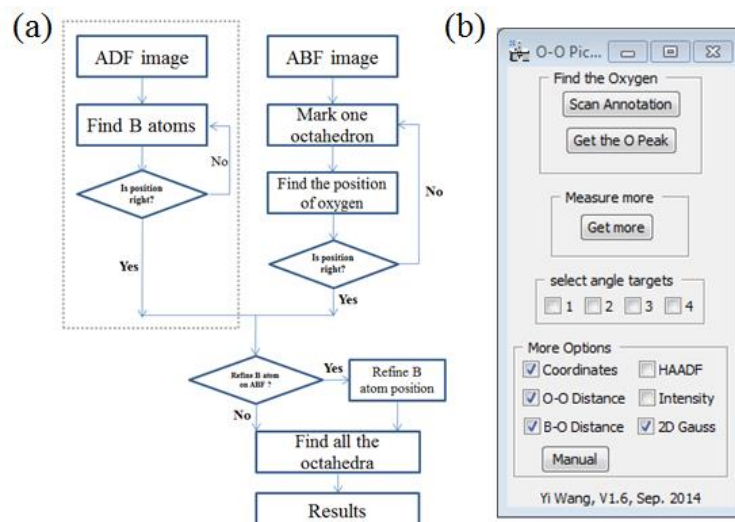 (a)
ADF image
Find B atoms
No
Is position
right?
Yes
ABF image
Mark one
octahedron
Find the position
of oxygen
No
Is position
right?
Yes
Refine B atom
on ABF ?
Yes
Refine B
atom position
No
Find all the
octahedra
Results
(b)
O-O Pic...
Find the Oxygen
Scan Annotation
Get the O Peak
Measure more
Get more
select angle targets
1 2 3 4
More Options
Coordinates HAADF
O-O Distance Intensity
B-O Distance 2D Gauss
Manual
Yi Wang, V1.6, Sep. 2014